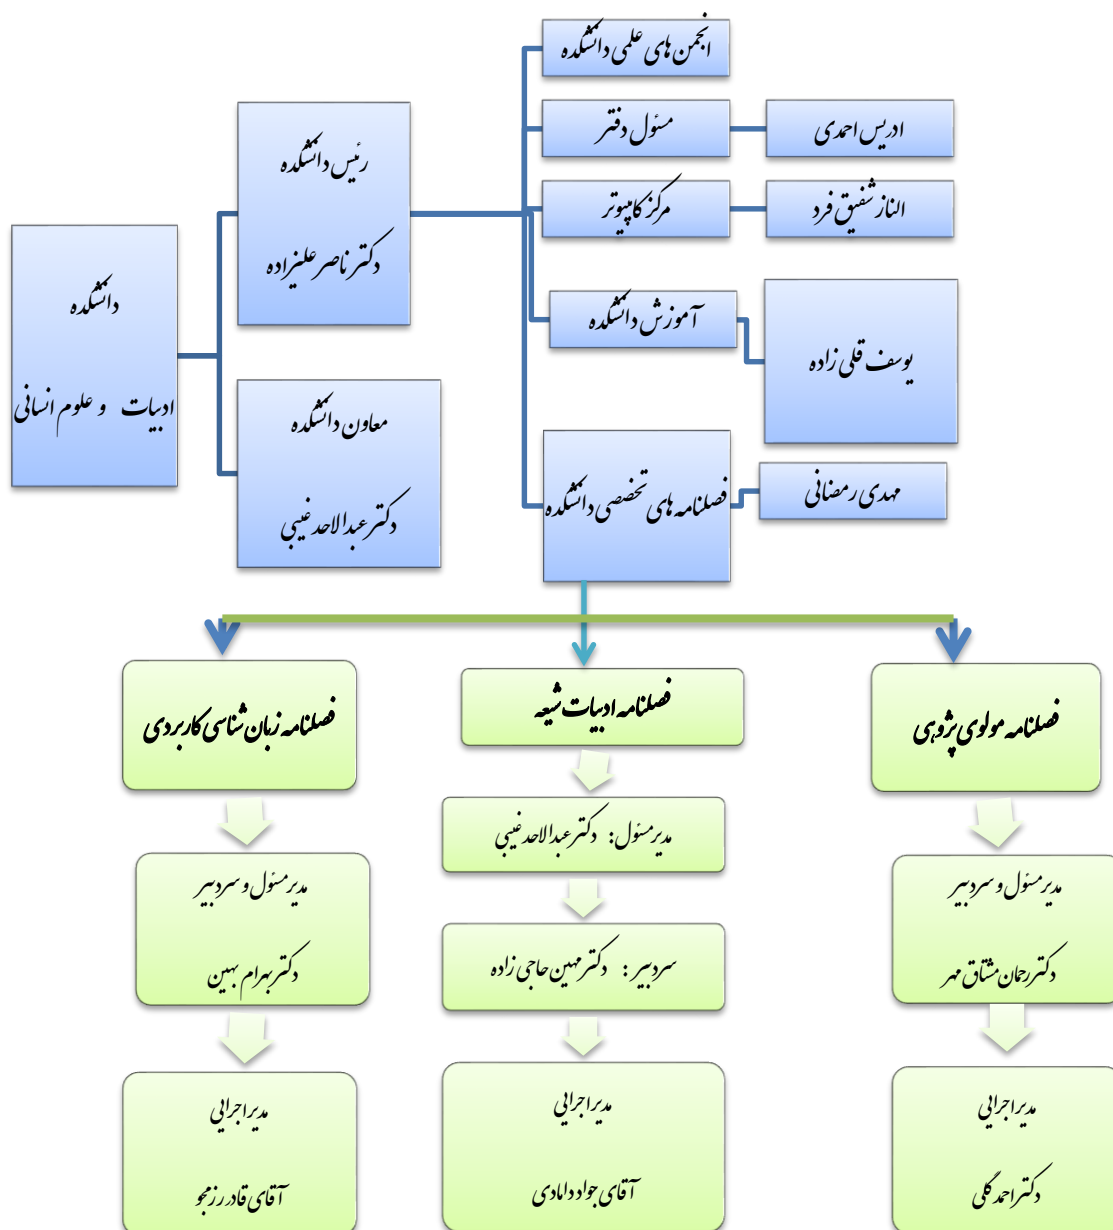 انجمن های علمی دانشکده
مسئول دفتر
ادریس احمدی
رئیس دانشکده
دکتر ناصر علیزاده
مرکز کامپیوتر
الناز شفیق فرد
دانشکده
ادبیات و علوم انسانی
آموزش دانشکده
یوسف قلی زاده
معاون دانشکده
دکتر عبدالاحد غیبی
فصلنامه های تخصصی دانشکده
مهدی رمضانی
فصلنامه مولوی پژوهی
مدیر مسئول و سردبیر
دکتر رحمان مشتاق مهر
مدیر اجرایی
دکتر احمد گلی
فصلنامه ادبیات شیعه
مدیر مسئول : دکتر عبدالاحد غیبی
سردبیر : دکتر مهین حاجی زاده
مدیر اجرایی
آقای جواد دامادی
فصلنامه زبان شناسی کاربردی
مدیر مسئول و سردبیر
دکتر بهرام بهین
مدیر اجرایی
آقای قادر رزمجو